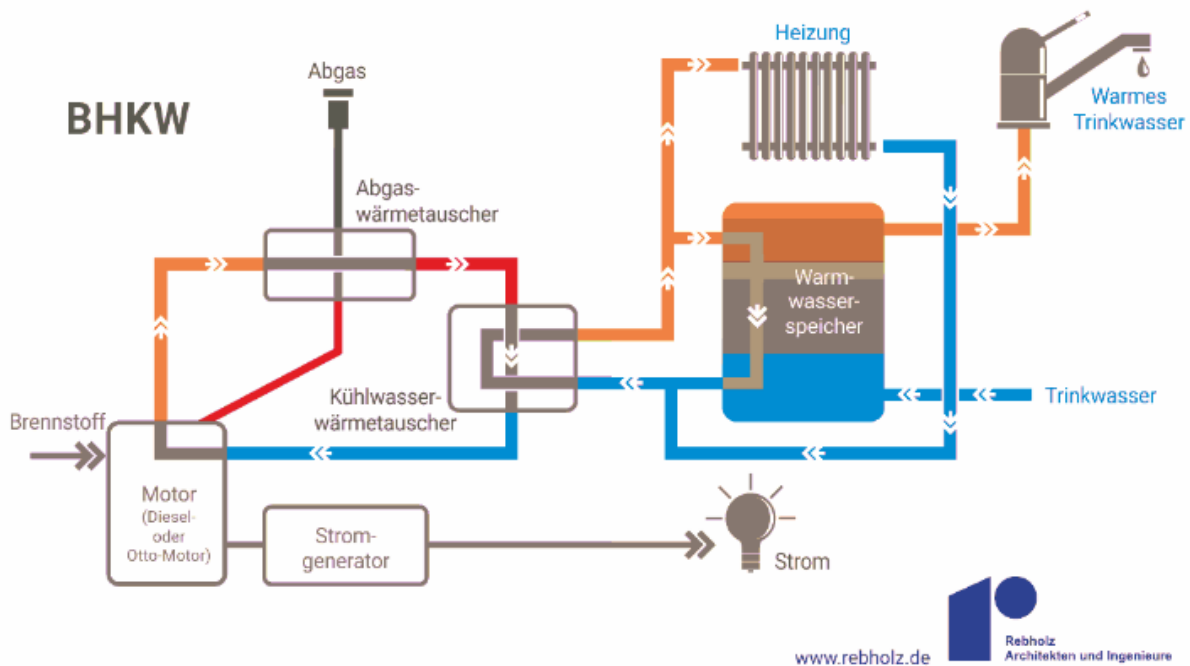 BHKW
Abgas
Abgas-
wärmetauscher
Heizung
Warmes
Trinkwasser
Warm-
wasser-
speicher
Kühlwasser-
wärmetauscher
Trinkwasser
Brennstoff
Motor
(Diesel-
oder
Otto-Motor)
Strom-
generator
Strom
www.rebholz.de
Rebholz
Architekten und Ingenieure